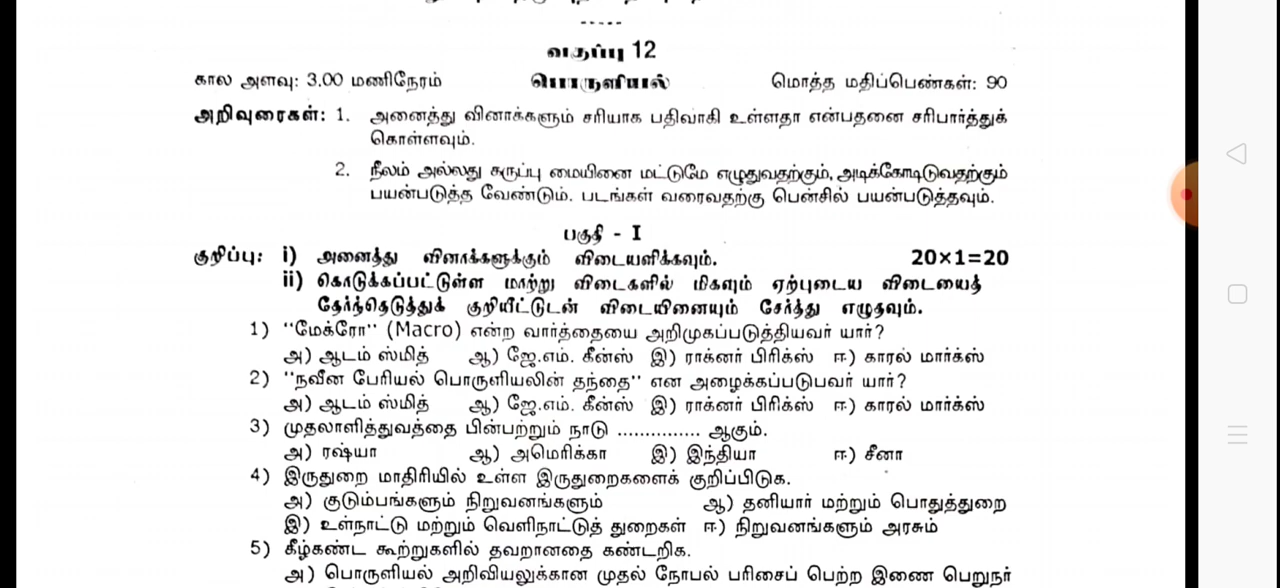 -----
வகுப்பு 12
கால அளவு: 3.00 மணிநேரம் பொருளியல் மொத்த மதிப்பெண்கள்: 90
அறிவுரைகள்: 1. அனைத்து வினாக்களும் சரியாக பதிவாகி உள்ளதா என்பதனை சரிபார்த்துக்
கொள்ளவும்.
2. நீலம் அல்லது கருப்பு மையினை மட்டுமே எழுதுவதற்கும், அடிக்கோடிடுவதற்கும்
பயன்படுத்த வேண்டும். படங்கள் வரைவதற்கு பென்சில் பயன்படுத்தவும்.
பகுதி - I
குறிப்பு: i) அனைத்து வினாக்களுக்கும் விடையளிக்கவும். 20×1=20
ii) கொடுக்கப்பட்டுள்ள மாற்று விடைகளில் மிகவும் ஏற்புடைய விடையைத்
தேர்ந்தெடுத்துக் குறியீட்டுடன் விடையினையும் சேர்த்து எழுதவும்.
1) "மேக்ரோ" (Macro) என்ற வார்த்தையை அறிமுகப்படுத்தியவர் யார்?
அ) ஆடம் ஸ்மித் ஆ) ஜே.எம். கீன்ஸ் இ) ராக்னர் பிரிக்ஸ் ஈ) காரல் மார்க்ஸ்
2) "நவீன பேரியல் பொருளியலின் தந்தை" என அழைக்கப்படுபவர் யார்?
அ) ஆடம் ஸ்மித் ஆ) ஜே.எம். கீன்ஸ் இ) ராக்னர் பிரிக்ஸ் ஈ) காரல் மார்க்ஸ்
3) முதலாளித்துவத்தை பின்பற்றும் நாடு ............... ஆகும்.
அ) ரஷ்யா ஆ) அமெரிக்கா இ) இந்தியா ஈ) சீனா
4) இருதுறை மாதிரியில் உள்ள இருதுறைகளைக் குறிப்பிடுக.
அ) குடும்பங்களும் நிறுவனங்களும் ஆ) தனியார் மற்றும் பொதுத்துறை
இ) உள்நாட்டு மற்றும் வெளிநாட்டுத் துறைகள் ஈ) நிறுவனங்களும் அரசும்
5) கீழ்கண்ட கூற்றுகளில் தவறானதை கண்டறிக.
அ) பொருளியல் அறிவியலுக்கான முதல் நோபல் பரிசைப் பெற்ற இணை பெறுநர்